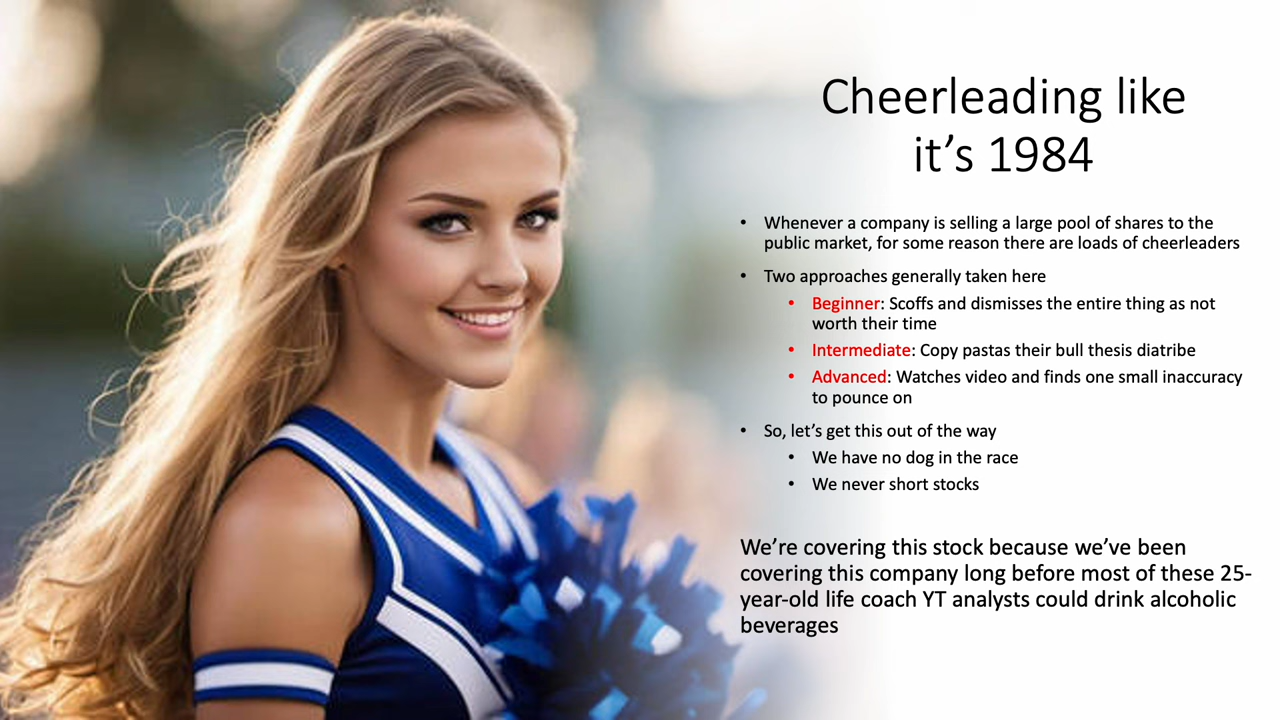 Cheerleading like
it’s 1984
• Whenever a company is selling a large pool of shares to the
public market, for some reason there are loads of cheerleaders
• Two approaches generally taken here
• Beginner: Scoffs and dismisses the entire thing as not
worth their time
• Intermediate: Copy pastas their bull thesis diatribe
• Advanced: Watches video and finds one small inaccuracy
to pounce on
• So, let’s get this out of the way
• We have no dog in the race
• We never short stocks
We’re covering this stock because we’ve been
covering this company long before most of these 25-
year-old life coach YT analysts could drink alcoholic
beverages